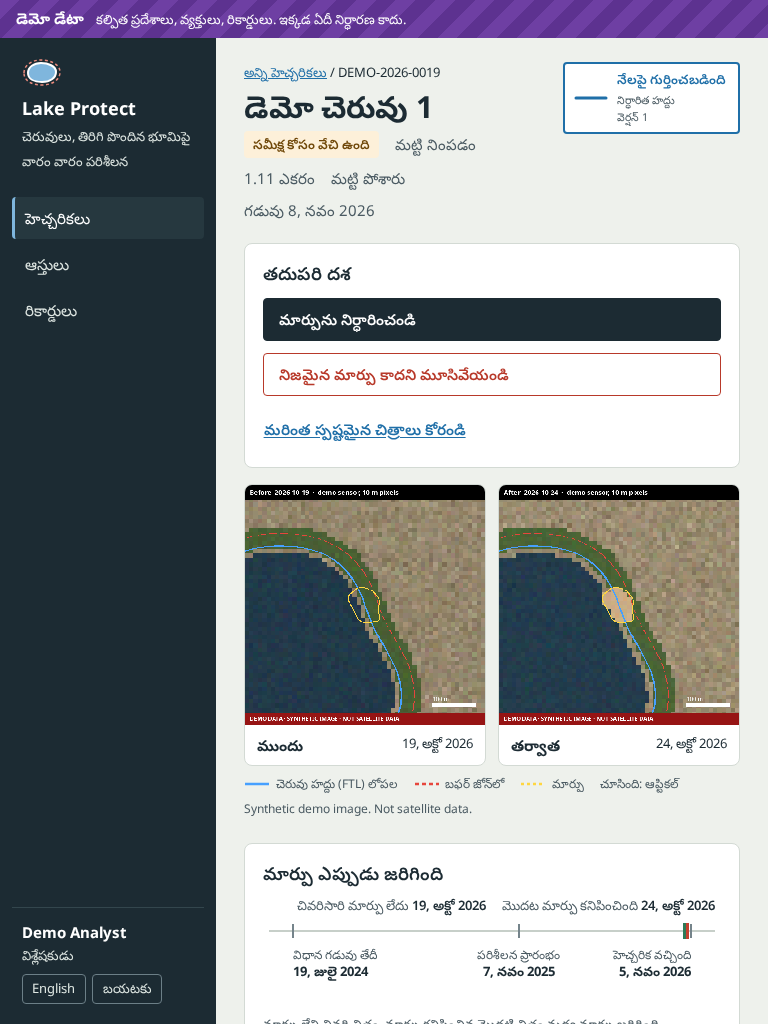 డెమో డేటా కల్పిత ప్రదేశాలు, వ్యక్తులు, రికార్డులు. ఇక్కడ ఏదీ నిర్ధారణ కాదు.
Lake Protect
చెరువులు, తిరిగి పొందిన భూమిపై
వారం వారం పరిశీలన
హెచ్చరికలు
ఆస్తులు
రికార్డులు
Demo Analyst
విశ్లేషకుడు
English బయటకు
అన్ని హెచ్చరికలు / DEMO-2026-0019
డెమో చెరువు 1
సమీక్ష కోసం వేచి ఉంది మట్టి నింపడం
1.11 ఎకరం మట్టి పోశారు
గడువు 8, నవం 2026
నేలపై గుర్తించబడింది
నిర్ధారిత హద్దు
వెర్షన్ 1
తదుపరి దశ
మార్పును నిర్ధారించండి
నిజమైన మార్పు కాదని మూసివేయండి
మరింత స్పష్టమైన చిత్రాలు కోరండి
Before 2026-10-19 · demo sensor, 10 m pixels
100 m
DEMO DATA · SYNTHETIC IMAGE · NOT SATELLITE DATA
ముందు 19, అక్టో 2026
After 2026-10-24 · demo sensor, 10 m pixels
100 m
DEMO DATA · SYNTHETIC IMAGE · NOT SATELLITE DATA
తర్వాత 24, అక్టో 2026
చెరువు హద్దు (FTL) లోపల బఫర్ జోన్‌లో మార్పు చూసింది: ఆప్టికల్
Synthetic demo image. Not satellite data.
మార్పు ఎప్పుడు జరిగింది
చివరిసారి మార్పు లేదు 19, అక్టో 2026 మొదట మార్పు కనిపించింది 24, అక్టో 2026
విధాన గడువు తేదీ
19, జులై 2024
పరిశీలన ప్రారంభం
7, నవం 2025
హెచ్చరిక వచ్చింది
5, నవం 2026